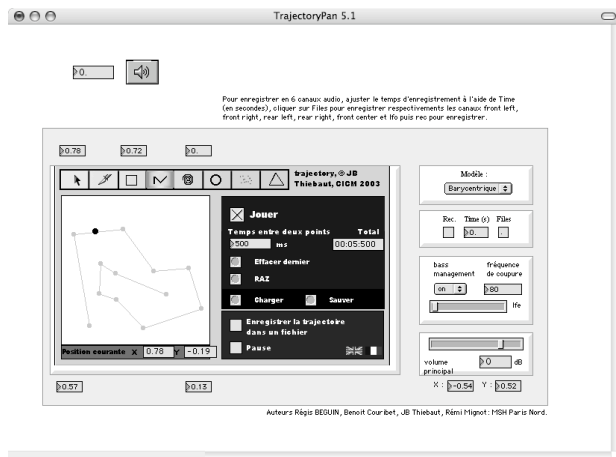 TrajectoryPan 5.1
0.
Pour enregistrer en 6 canaux audio, ajuster le temps d'enregistrement à l'aide de Time
(en secondes), cliquer sur Files pour enregistrer respectivements les canaux front left,
front right, rear left, rear right, front center et lfo puis rec pour enregistrer.
0.78 0.72 0.
trajectory, © JB
Thiebaut, CICM 2003
Jouer
Temps entre deux points Total
500 ms 00:05:500
Effacer dernier
RAZ
Charger Sauver
Enregistrer la trajectoire
dans un fichier
Pause
Position courante X 0.78 Y -0.19
0.57 0.13
Modèle :
Barycentrique
Rec. Time (s) Files
0.
bass
management
fréquence
de coupure
on 80
lfe
volume
principal
0 dB
X : -0.54 Y : 0.52
Auteurs Régis BEGUIN, Benoit Couribet, JB Thiebaut, Rémi Mignot: MSH Paris Nord.